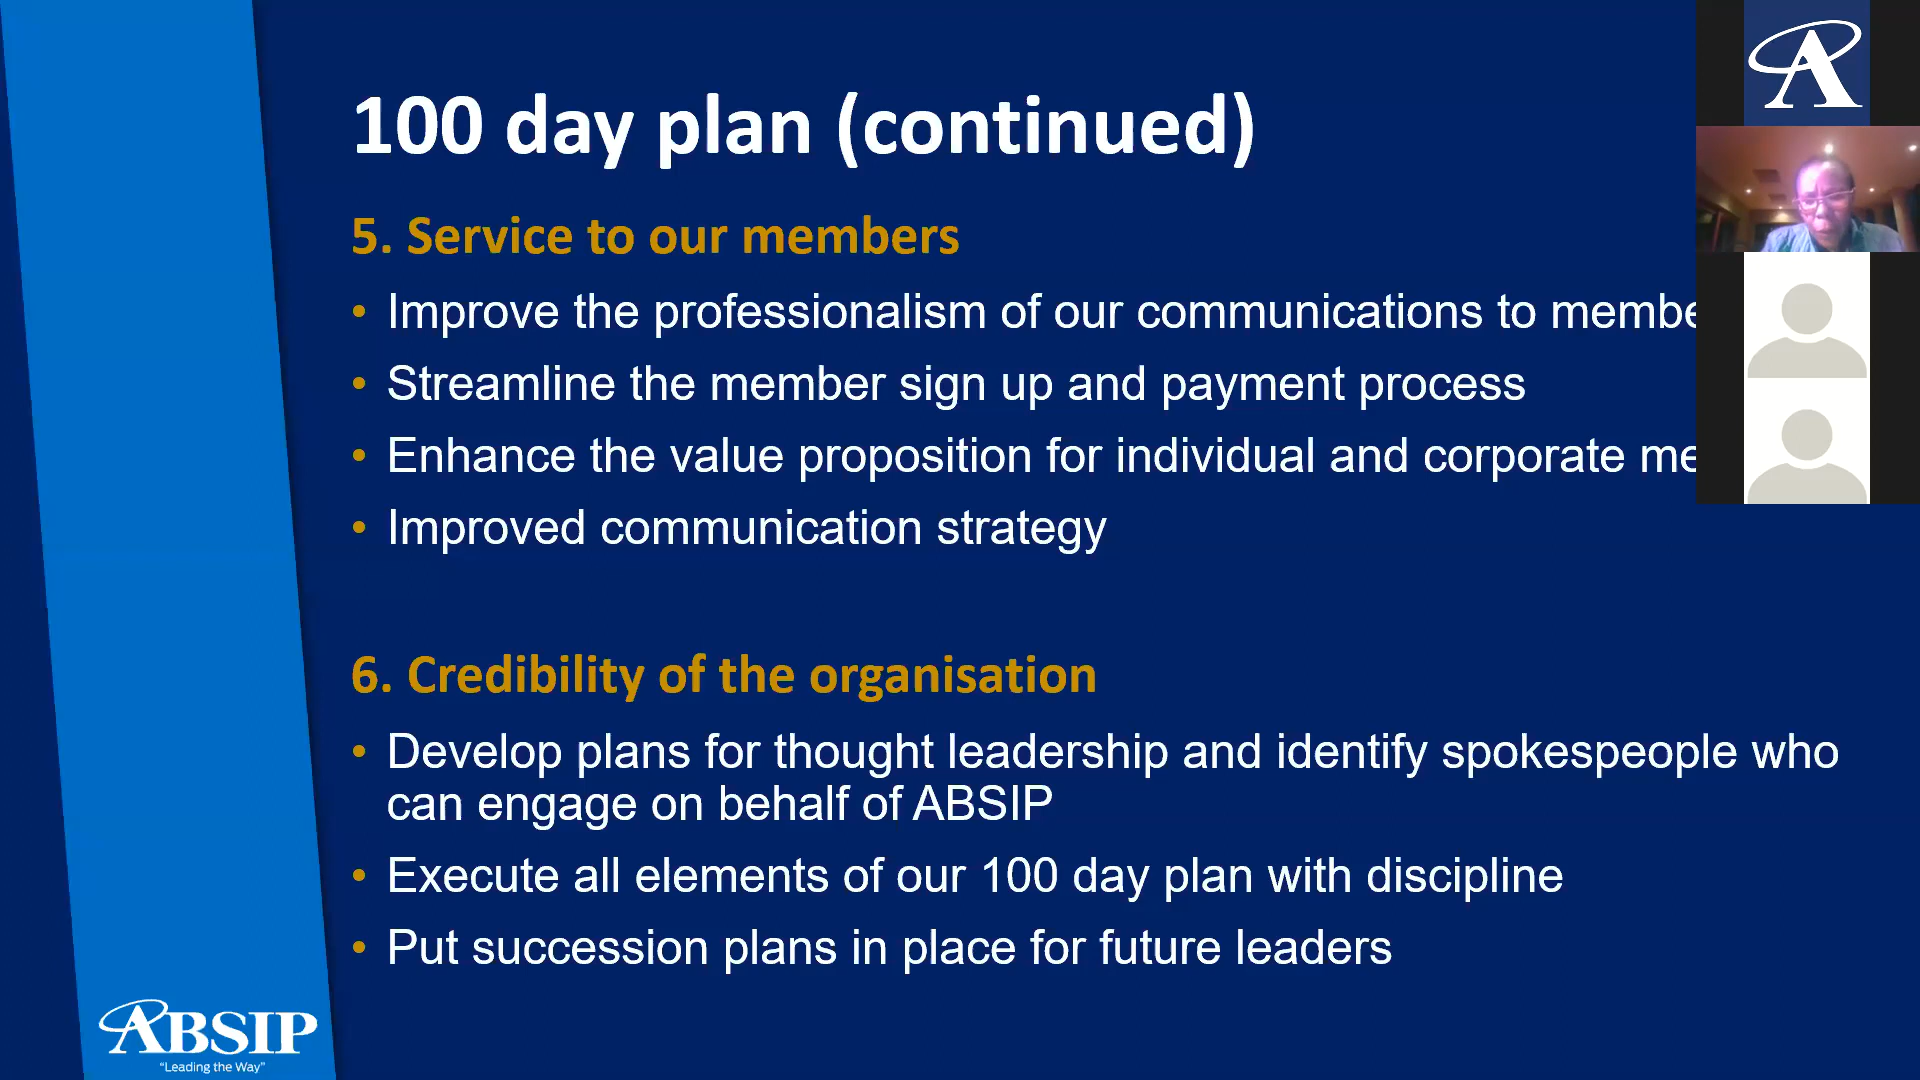 100 day plan (continued)
5. Service to our members
• Improve the professionalism of our communications to
• Streamline the member sign up and payment process
• Enhance the value proposition for individual and corporate
• Improved communication strategy
6. Credibility of the organisation
• Develop plans for thought leadership and identify spokespeople who
can engage on behalf of ABSIP
• Execute all elements of our 100 day plan with discipline
• Put succession plans in place for future leaders
ABSIP
"Leading the Way"
A